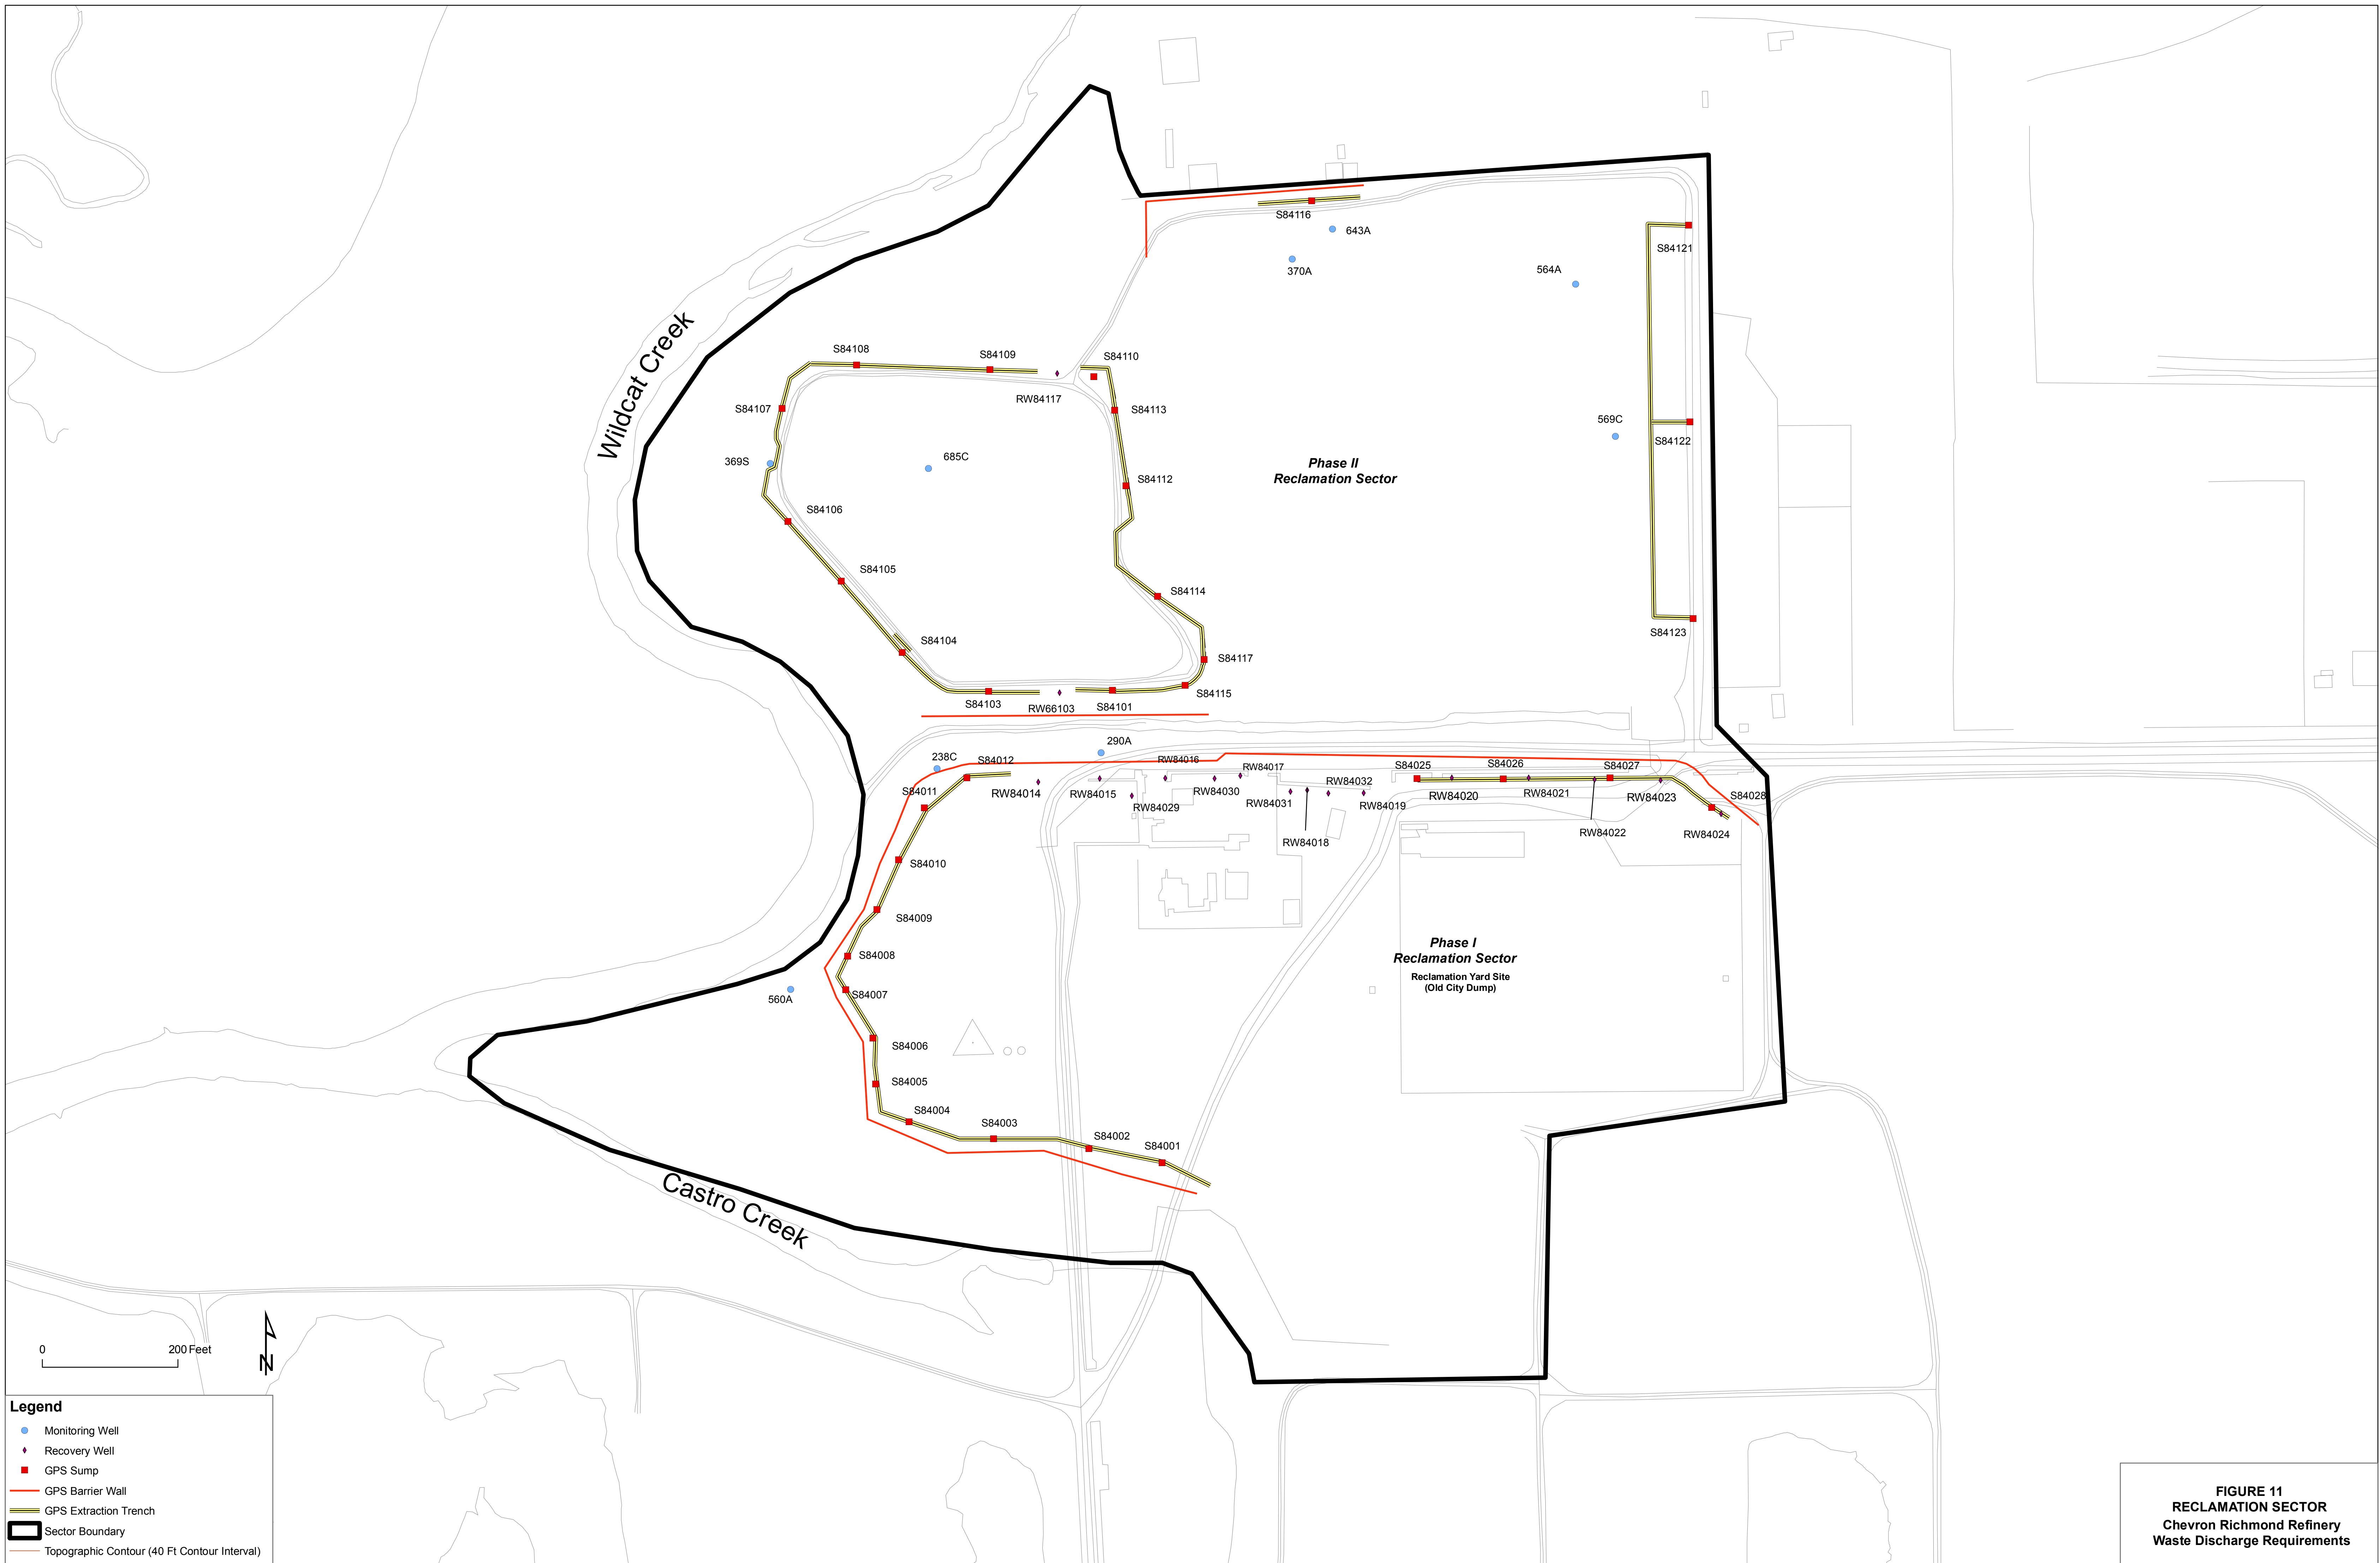 S84116
643A
370A
564A
S84121
Wildcat Creek
S84108
S84109
S84110
RW84117
S84107
S84113
569C
S84122
369S
685C
Phase II
Reclamation Sector
S84112
S84106
S84105
S84114
S84104
S84123
S84117
S84103
RW66103
S84101
S84115
290A
238C
S84012
RW84016
RW84017
S84025
S84026
S84027
RW84014
RW84015
RW84030
RW84032
S84011
RW84029
RW84031
RW84019
RW84020
RW84021
RW84023
S84028
RW84018
RW84022
RW84024
S84010
S84009
Phase I
Reclamation Sector
Reclamation Yard Site
(Old City Dump)
S84008
560A
S84007
S84006
S84005
S84004
S84003
S84002
S84001
Castro Creek
0
200 Feet
N
Legend
Monitoring Well
Recovery Well
GPS Sump
GPS Barrier Wall
GPS Extraction Trench
Sector Boundary
Topographic Contour (40 Ft Contour Interval)
FIGURE 11
RECLAMATION SECTOR
Chevron Richmond Refinery
Waste Discharge Requirements